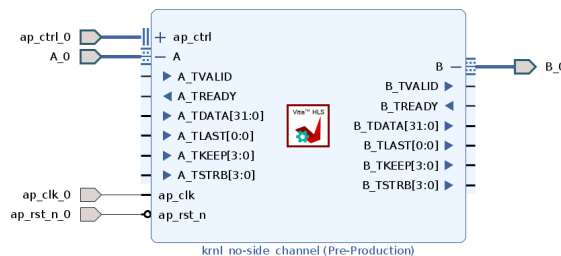 ap_ctrl_0
A_0
ap_ctrl
A
A_TVALID
A_TREADY
A_TDATA[31:0]
A_TLAST[0:0]
A_TKEEP[3:0]
A_TSTRB[3:0]
ap_clk_0
ap_clk
ap_rst_n_0
ap_rst_n
Vitis™ HLS
B
B_TVALID
B_TREADY
B_TDATA[31:0]
B_TLAST[0:0]
B_TKEEP[3:0]
B_TSTRB[3:0]
krnl_no-side_channel (Pre-Production)